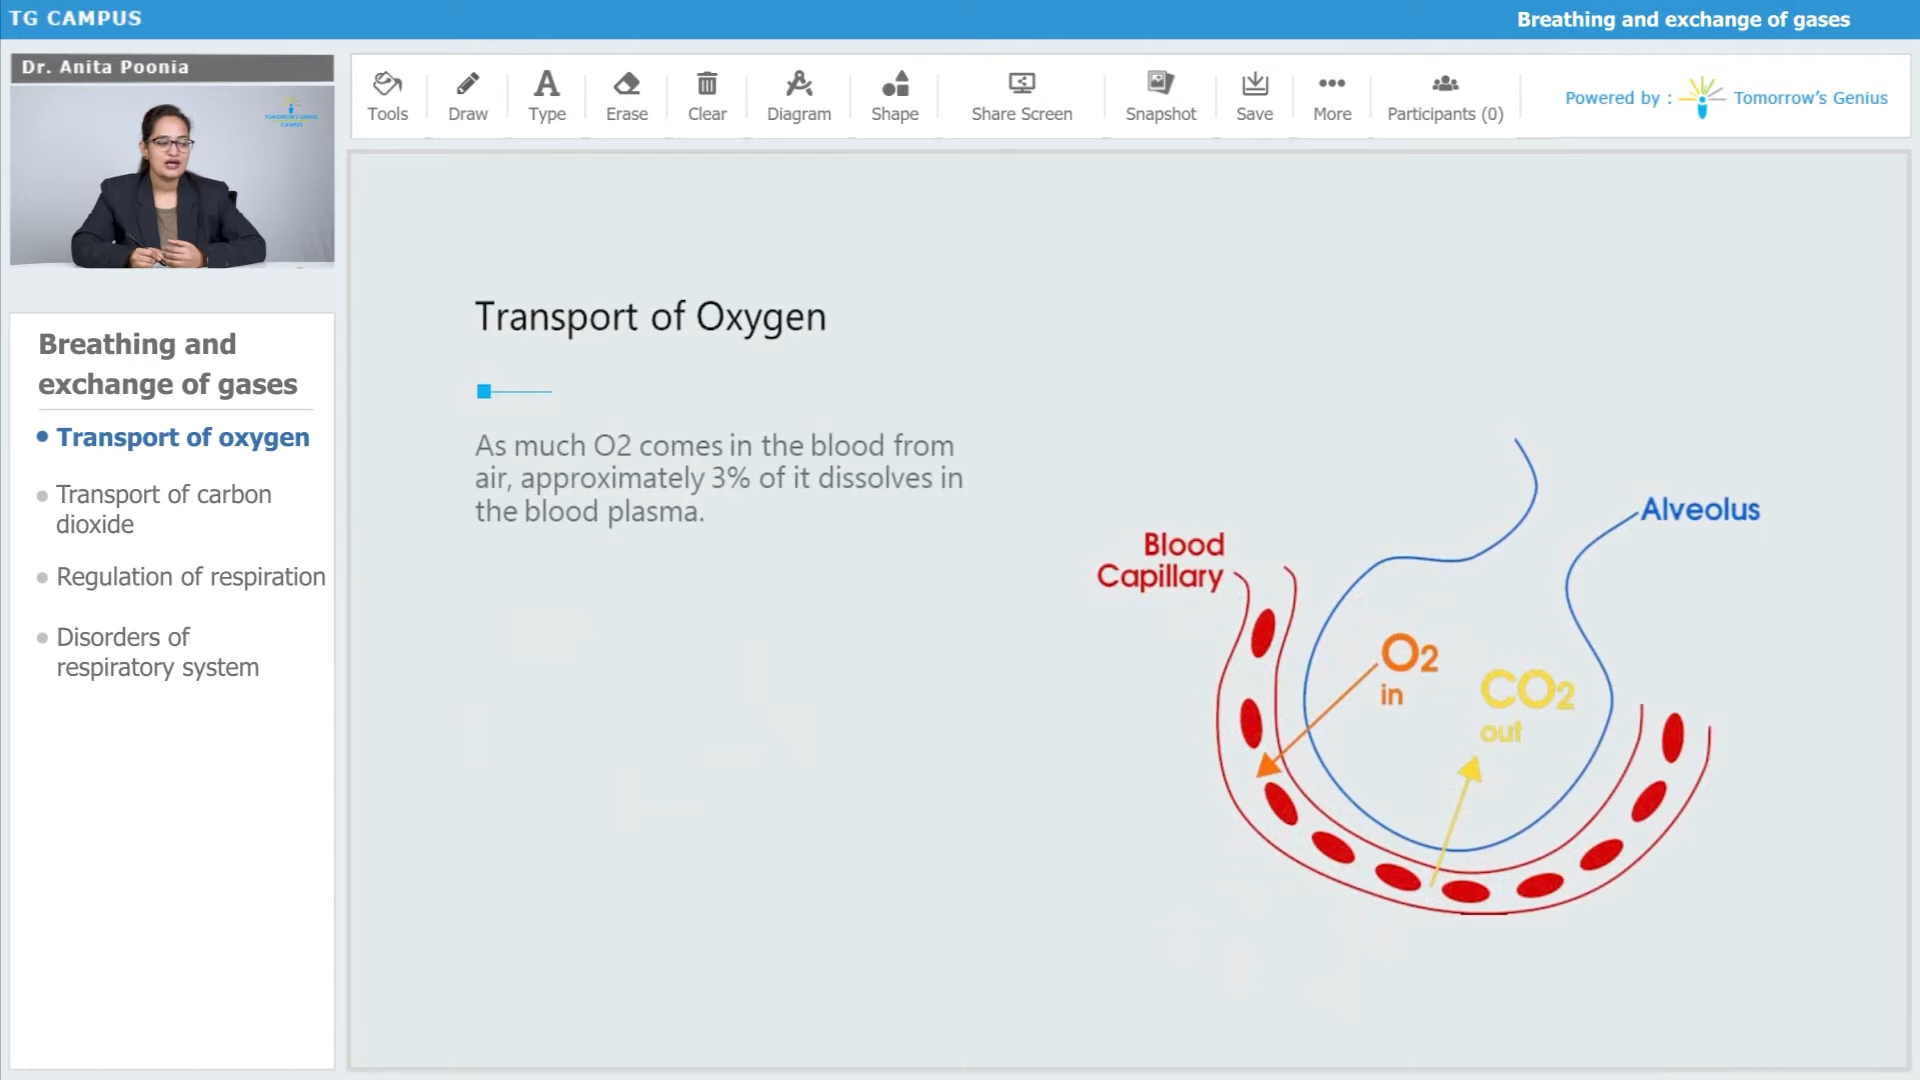 TG CAMPUS
Breathing and exchange of gases
Dr. Anita Poonia
TOMORROW'S GENIUS
CAMPUS
Tools
Draw
Type
Erase
Clear
Diagram
Shape
Share Screen
Snapshot
Save
More
Participants (0)
Powered by :
Tomorrow's Genius
Breathing and
exchange of gases
Transport of oxygen
Transport of carbon
dioxide
Regulation of respiration
Disorders of
respiratory system
Transport of Oxygen
As much O2 comes in the blood from
air, approximately 3% of it dissolves in
the blood plasma.
Alveolus
Blood
Capillary
O2
in
CO2
out